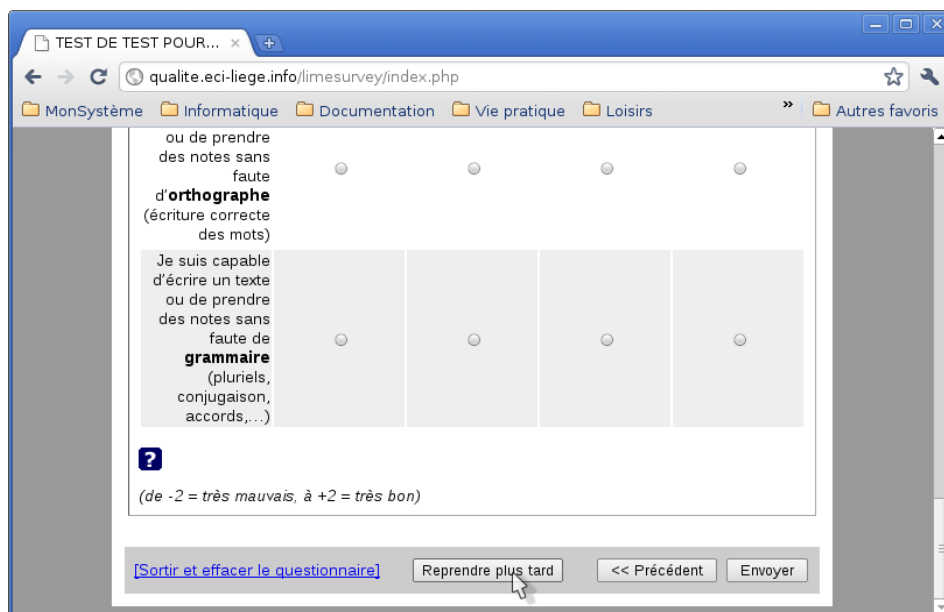 TEST DE TEST POUR...
qualite.eci-liege.info/limesurvey/index.php
MonSystème Informatique Documentation Vie pratique Loisirs » Autres favoris
ou de prendre
des notes sans
faute
d'orthographe
(écriture correcte
des mots)
Je suis capable
d'écrire un texte
ou de prendre
des notes sans
faute de
grammaire
(pluriels,
conjugaison,
accords,...)
?
(de -2 = très mauvais, à +2 = très bon)
[Sortir et effacer le questionnaire] Reprendre plus tard << Précédent Envoyer